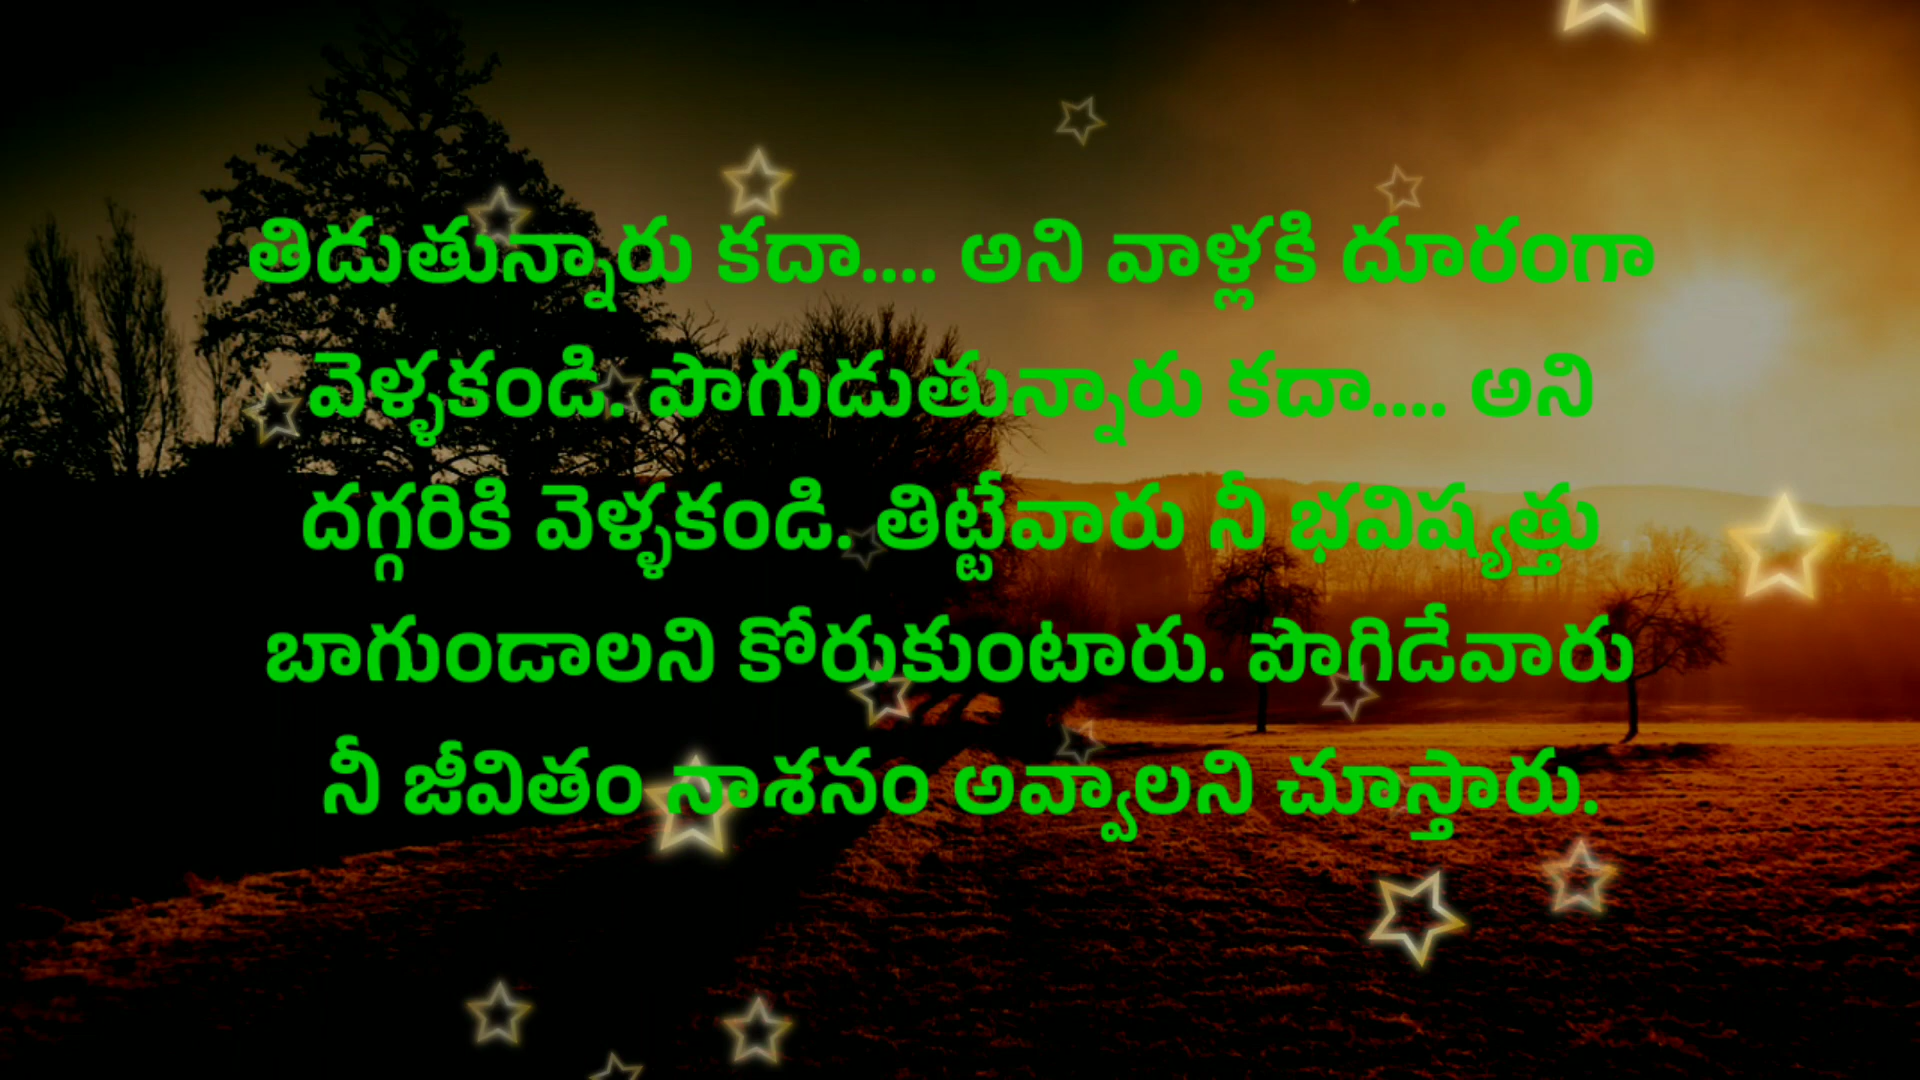 తిడుతున్నారు కదా.... అని వాళ్లకి దూరంగా
వెళ్ళకండి. పొగుడుతున్నారు కదా.... అని
దగ్గరికి వెళ్ళకండి. తిట్టేవారు నీ భవిష్యత్తు
బాగుండాలని కోరుకుంటారు. పొగిడేవారు
నీ జీవితం నాశనం అవ్వాలని చూస్తారు.